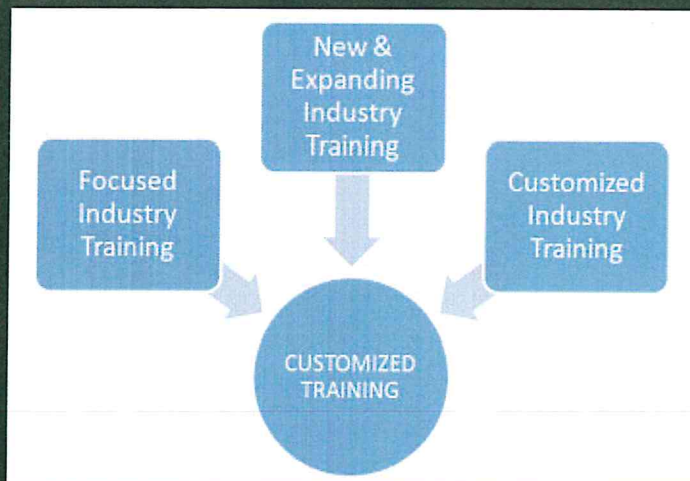 New &
Expanding
Industry
Training
Focused
Industry
Training
Customized
Industry
Training
CUSTOMIZED
TRAINING